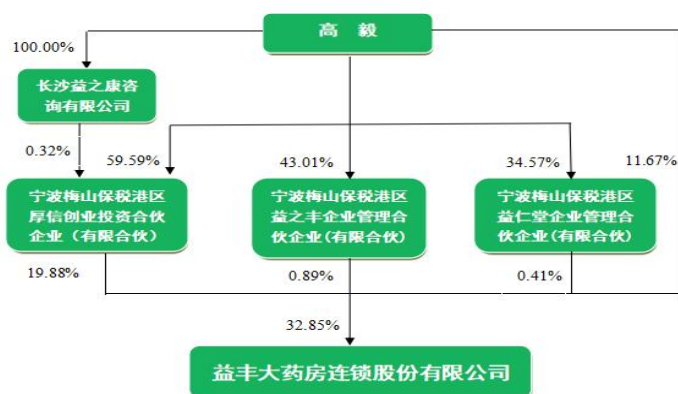 高 毅
100.00%
长沙益之康咨
询有限公司
0.32%
59.59%
43.01%
34.57%
11.67%
宁波梅山保税港区
厚信创业投资合伙
企业（有限合伙）
宁波梅山保税港区
益之丰企业管理合
伙企业(有限合伙)
宁波梅山保税港区
益仁堂企业管理合
伙企业(有限合伙)
19.88%
0.89%
0.41%
32.85%
益丰大药房连锁股份有限公司